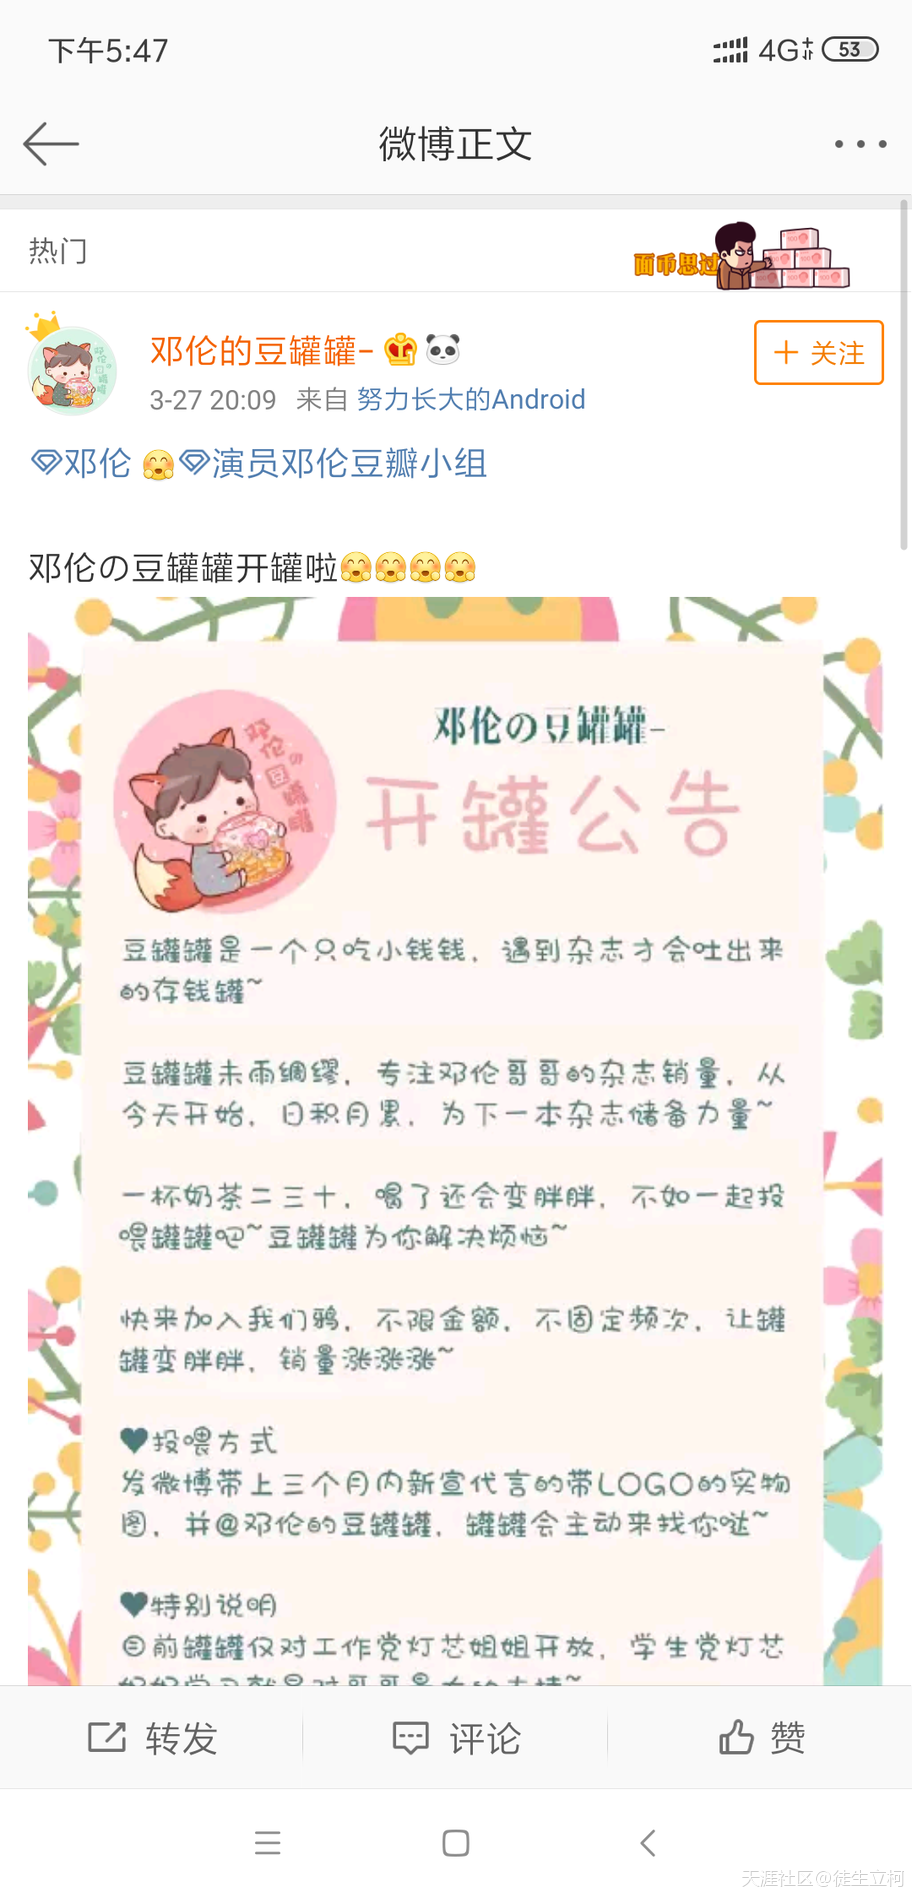 下午5:47
4G
53
微博正文
热门
面币思过
邓伦的豆罐罐-
关注
3-27 20:09 来自 努力长大的Android
邓伦 演员邓伦豆瓣小组
邓伦の豆罐罐开罐啦
邓伦の豆罐罐
邓伦の豆罐罐-
开罐公告
豆罐罐是一个只吃小钱钱，遇到杂志才会吐出来
的存钱罐~
豆罐罐未雨绸缪，专注邓伦哥哥的杂志销量，从
今天开始，日积月累，为下一本杂志储备力量~
一杯奶茶二三十，喝了还会变胖胖，不如一起投
喂罐罐吧~豆罐罐为你解决烦恼~
快来加入我们鸦，不限金额，不固定频次，让罐
罐变胖胖，销量涨涨涨~
♥投喂方式
发微博带上三个月内新宣代言的带LOGO的实物
图，并@邓伦的豆罐罐，罐罐会主动来找你哒~
♥特别说明
目前罐罐仅对工作党灯芯姐姐开放，学生党灯芯
转发
评论
赞
天涯社区@徒生立柯